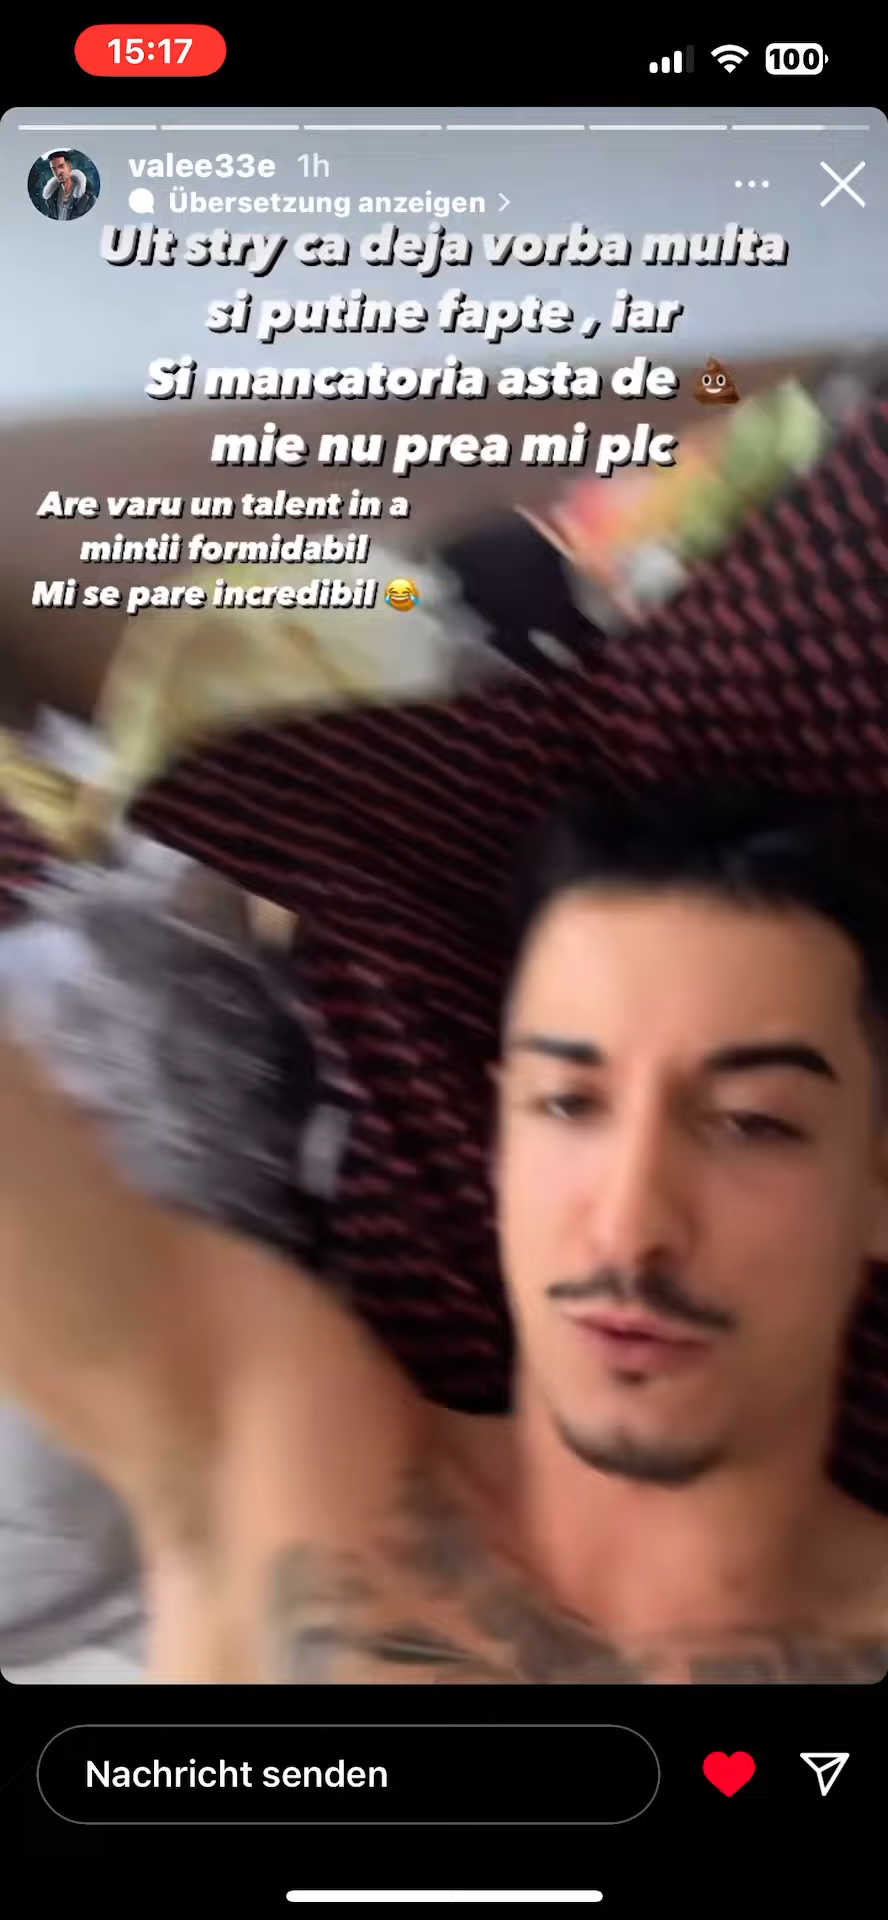 15:17
100
valee33e 1h
Übersetzung anzeigen
Ult stry ca deja vorba multa
si putine fapte , iar
Si mancatoria asta de 💩
mie nu prea mi plc
Are varu un talent in a
mintii formidabil
Mi se pare incredibil 😂
Nachricht senden